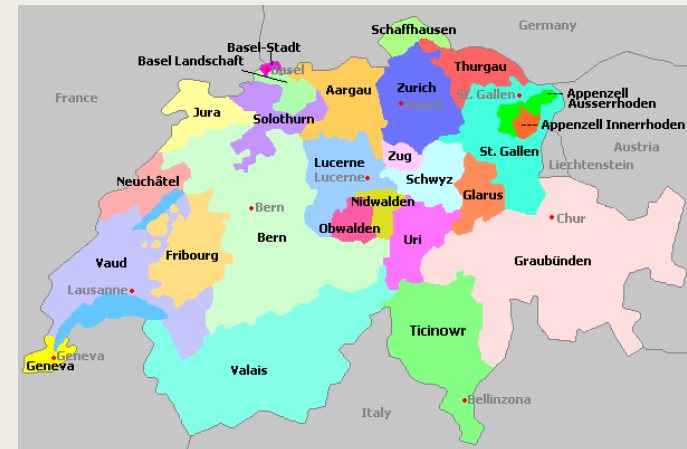 Germany
Schaffhausen
Basel-Stadt
Basel Landschaft
Basel
Thurgau
Aargau
Zurich
Zurich
St. Gallen
Appenzell
Ausserrhoden
France
Jura
Solothurn
Appenzell Innerrhoden
Austria
St. Gallen
Zug
Lucerne
Lucerne
Schwyz
Liechtenstein
Neuchâtel
Nidwalden
Glarus
Bern
Chur
Obwalden
Bern
Uri
Fribourg
Vaud
Graubünden
Lausanne
Ticinowr
Geneva
Geneva
Valais
Bellinzona
Italy